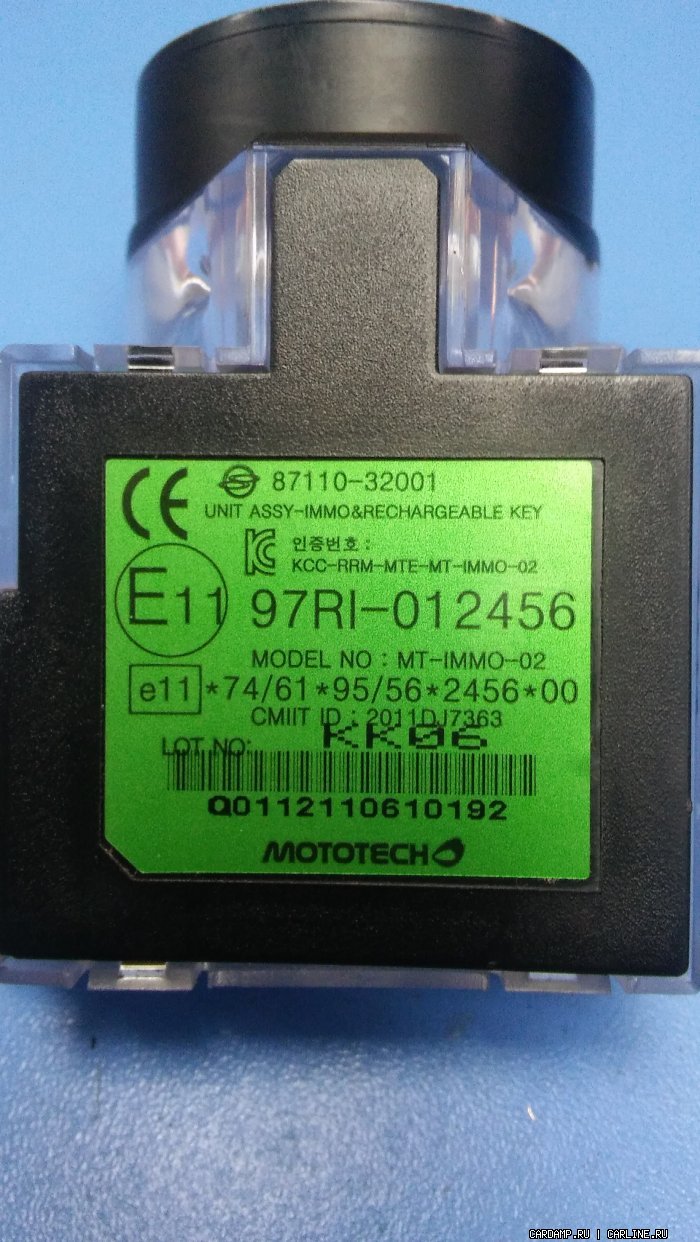 CE 87110-32001
UNIT ASSY-IMMO&RECHARGEABLE KEY
인증번호 :
KCC-RRM-MTE-MT-IMMO-02
E11 97RI-012456
MODEL NO : MT-IMMO-02
e11 *74/61*95/56*2456*00
CMIIT ID : 2011DJ7363
LOT NO: KK06
Q0112110610192
MOTOTECH
CARDAMP.RU | CARLINE.RU